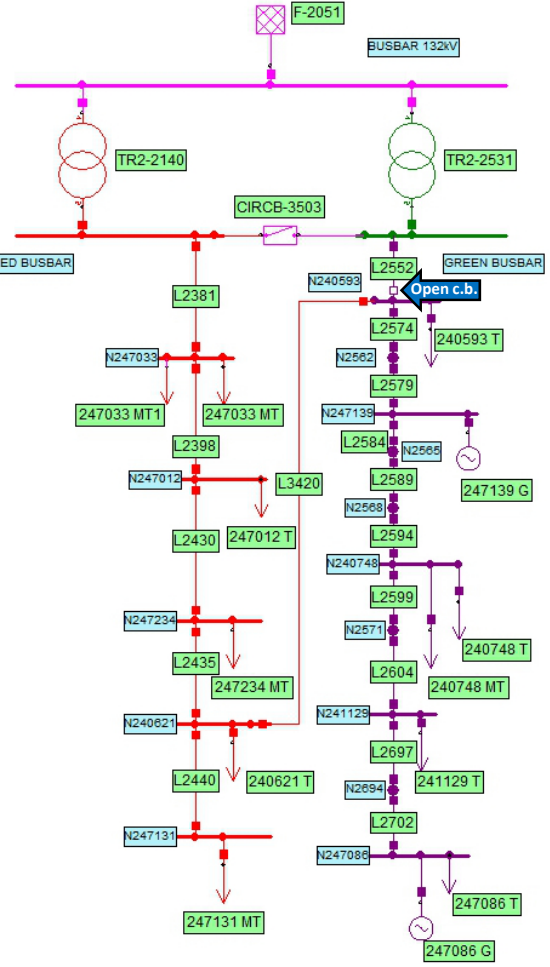 F-2051
BUSBAR 132kV
TR2-2140
TR2-2531
CIRCB-3503
ED BUSBAR
GREEN BUSBAR
L2552
N240593
Open c.b.
L2381
L2574
240593 T
N247033
N2562
L2579
247033 MT1
247033 MT
N247139
L2398
L2584
N2565
N247012
L3420
L2589
247139 G
N2568
L2430
247012 T
L2594
N240748
L2599
N247234
N2571
240748 T
L2435
L2604
247234 MT
240748 MT
N240621
N241129
L2697
L2440
240621 T
241129 T
N2694
L2702
N247131
N247086
247131 MT
247086 T
247086 G